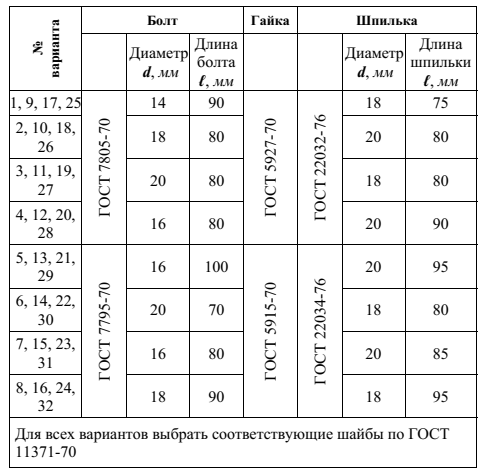 № варианта Болт Гайка Шпилька
Диаметр d, мм Длина болта ℓ, мм Диаметр d, мм Длина шпильки ℓ, мм
1, 9, 17, 25 ГОСТ 7805-70 14 90 ГОСТ 5927-70 ГОСТ 22032-76 18 75
2, 10, 18, 26 18 80 20 80
3, 11, 19, 27 20 80 18 80
4, 12, 20, 28 16 80 20 90
5, 13, 21, 29 ГОСТ 7795-70 16 100 ГОСТ 5915-70 ГОСТ 22034-76 20 95
6, 14, 22, 30 20 70 18 80
7, 15, 23, 31 16 80 20 85
8, 16, 24, 32 18 90 18 95
Для всех вариантов выбрать соответствующие шайбы по ГОСТ
11371-70